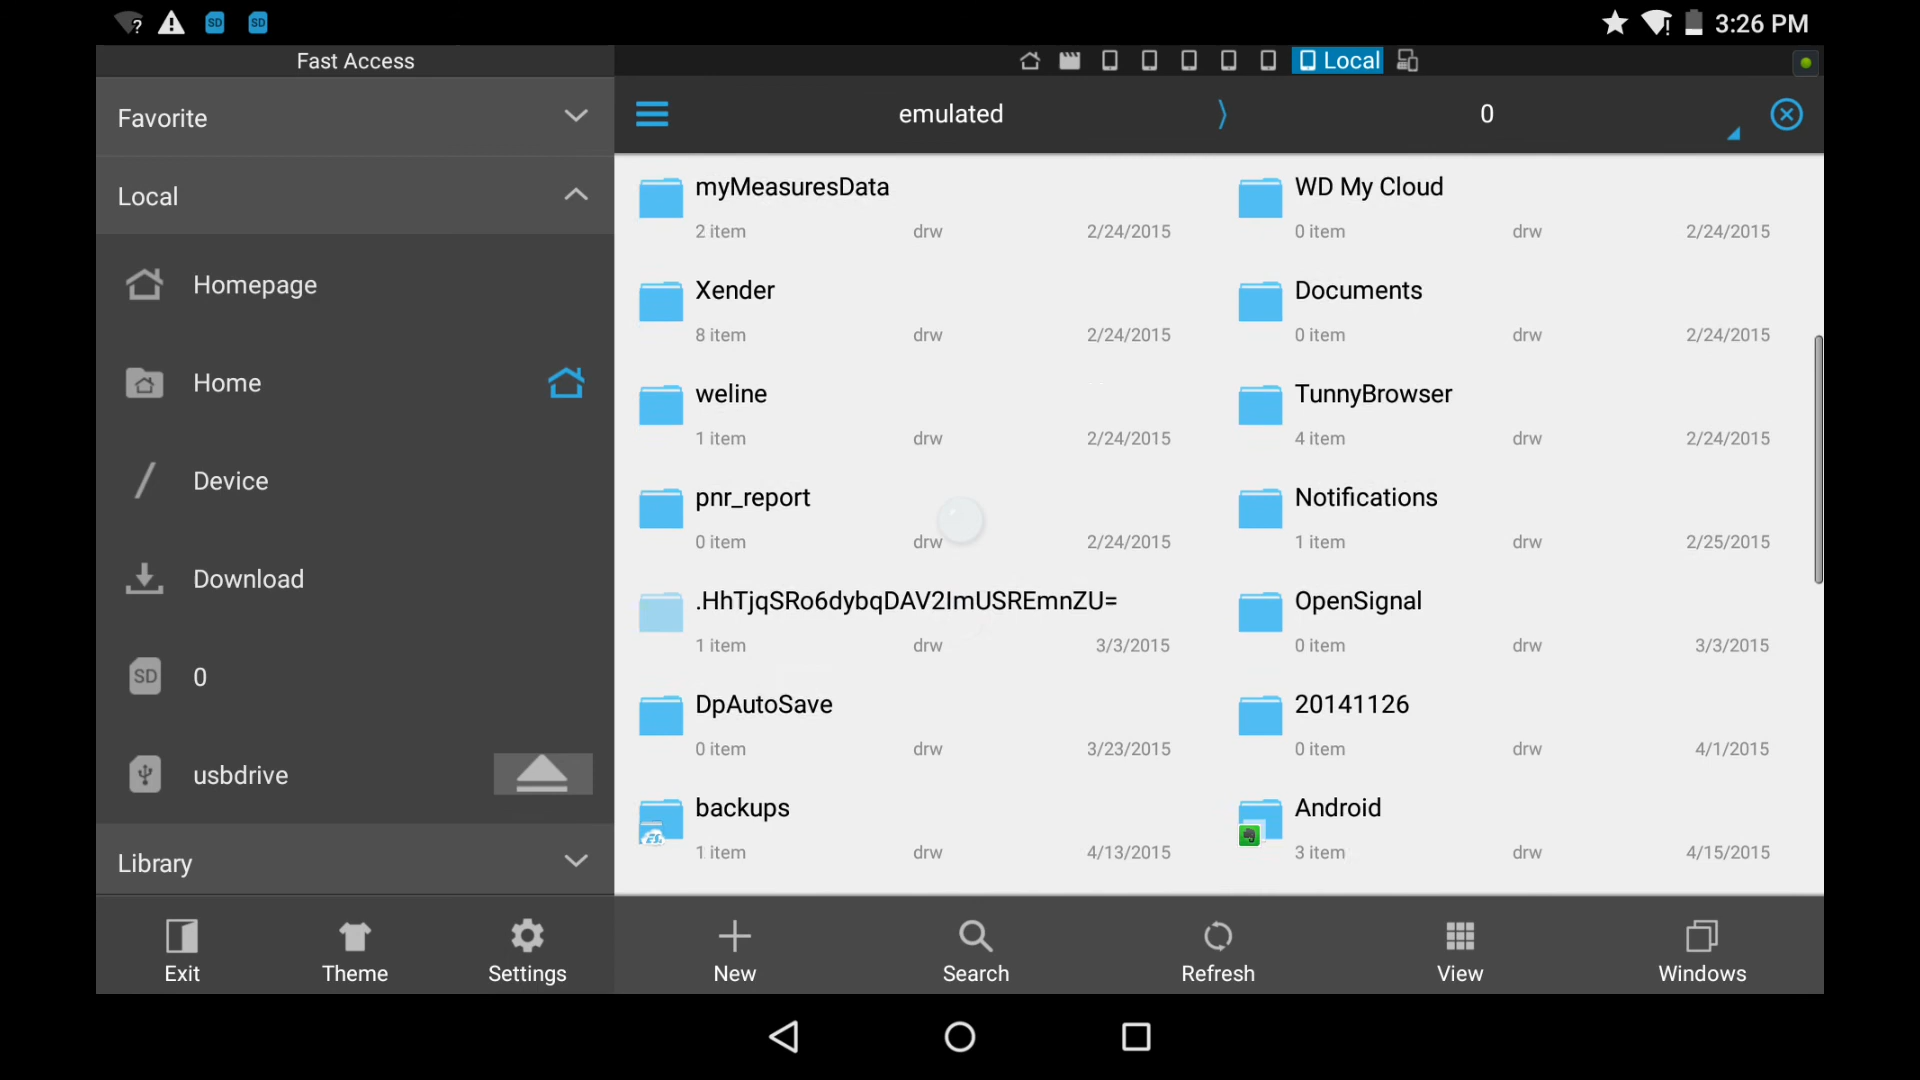 SD
SD
3:26 PM
Fast Access
Local
Favorite
Local
Homepage
Home
Device
Download
SD 0
usbdrive
Library
Exit
Theme
Settings
emulated
0
myMeasuresData
2 item drw 2/24/2015
WD My Cloud
0 item drw 2/24/2015
Xender
8 item drw 2/24/2015
Documents
0 item drw 2/24/2015
weline
1 item drw 2/24/2015
TunnyBrowser
4 item drw 2/24/2015
pnr_report
0 item drw 2/24/2015
Notifications
1 item drw 2/25/2015
.HhTjqSRo6dybqDAV2ImUSREmnZU=
1 item drw 3/3/2015
OpenSignal
0 item drw 3/3/2015
DpAutoSave
0 item drw 3/23/2015
20141126
0 item drw 4/1/2015
backups
1 item drw 4/13/2015
Android
3 item drw 4/15/2015
New
Search
Refresh
View
Windows